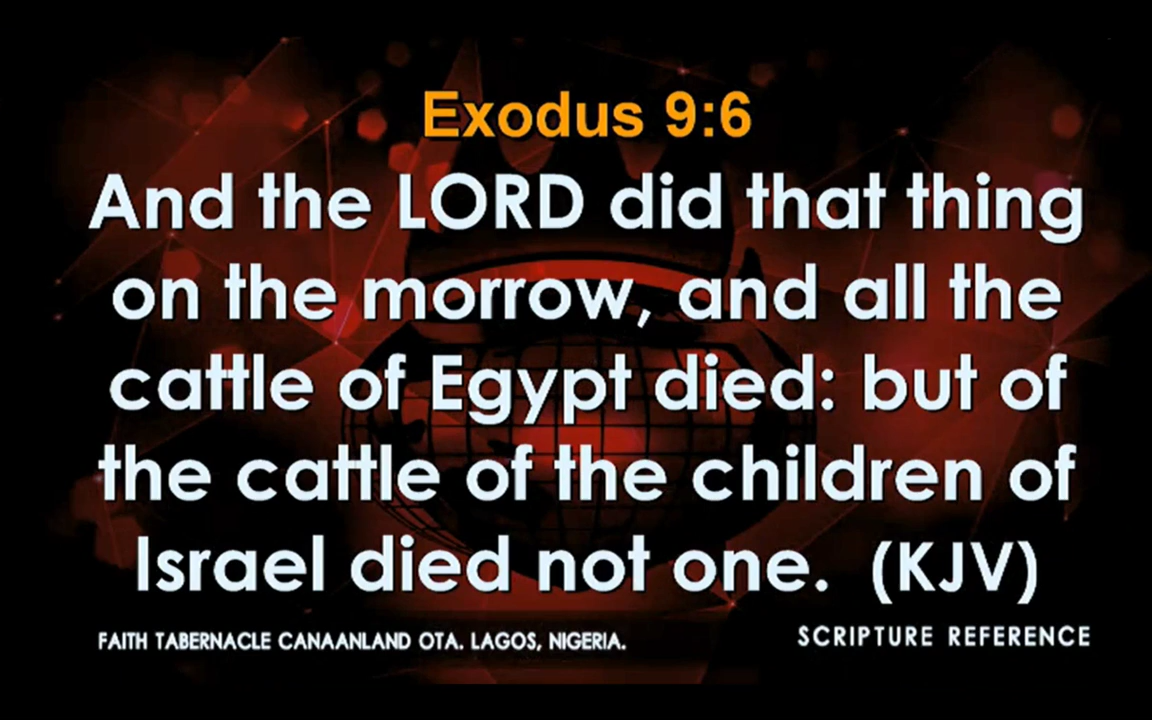 Exodus 9:6
And the LORD did that thing
on the morrow, and all the
cattle of Egypt died: but of
the cattle of the children of
Israel died not one. (KJV)
FAITH TABERNACLE CANAANLAND OTA. LAGOS, NIGERIA.
SCRIPTURE REFERENCE